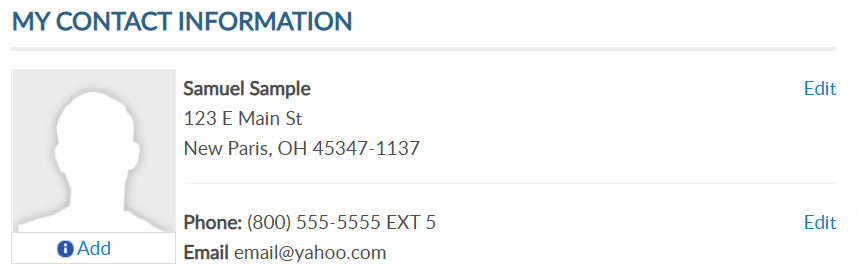 MY CONTACT INFORMATION
Samuel Sample Edit
123 E Main St
New Paris, OH 45347-1137
Phone: (800) 555-5555 EXT 5 Edit
Email email@yahoo.com
Add